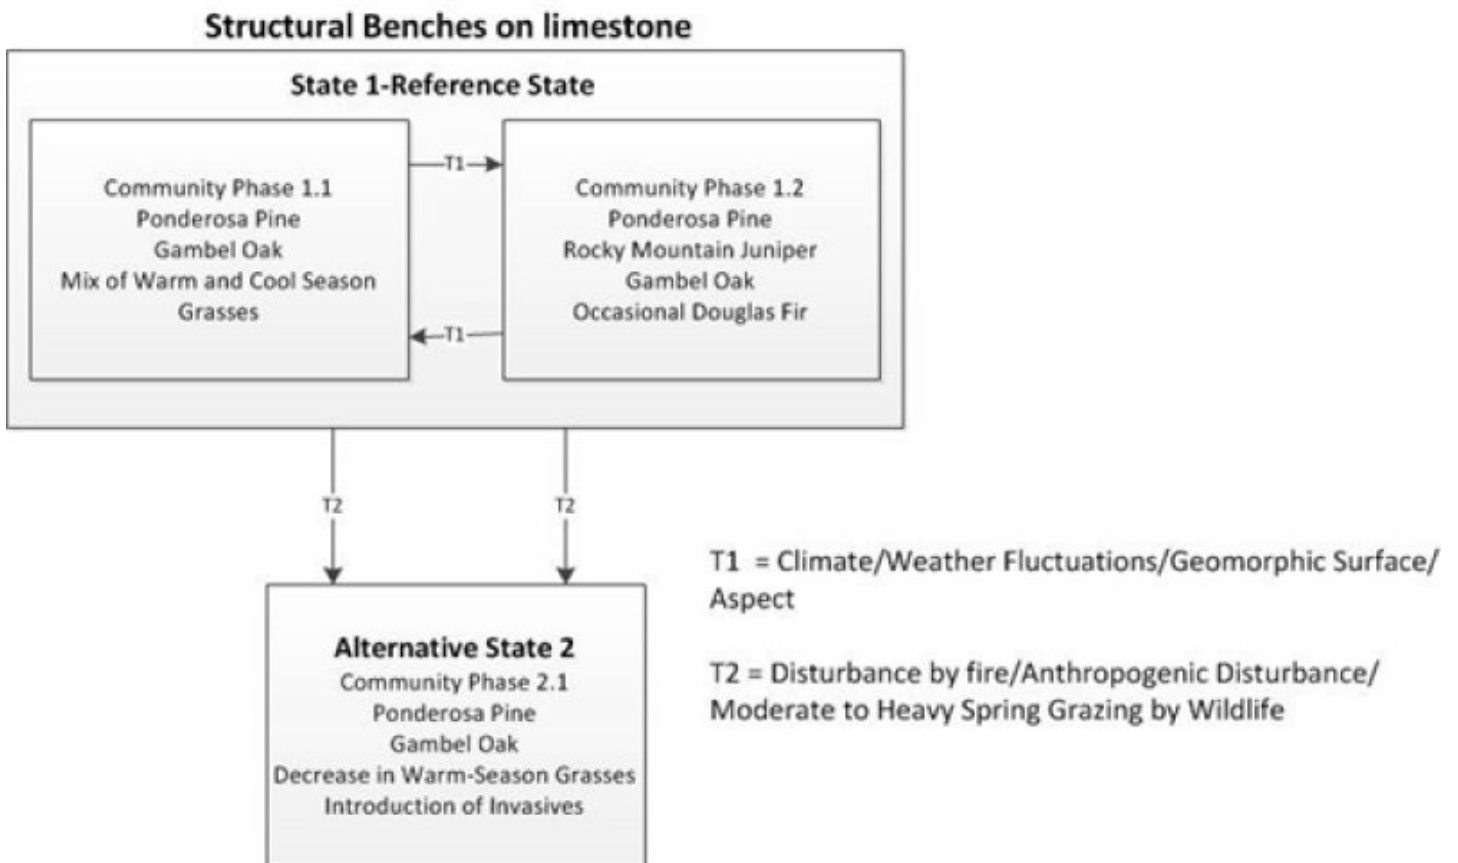 Structural Benches on limestone
State 1-Reference State
Community Phase 1.1
Ponderosa Pine
Gambel Oak
Mix of Warm and Cool Season
Grasses
T1
T1
Community Phase 1.2
Ponderosa Pine
Rocky Mountain Juniper
Gambel Oak
Occasional Douglas Fir
T2
T2
Alternative State 2
Community Phase 2.1
Ponderosa Pine
Gambel Oak
Decrease in Warm-Season Grasses
Introduction of Invasives
T1 = Climate/Weather Fluctuations/Geomorphic Surface/
Aspect
T2 = Disturbance by fire/Anthropogenic Disturbance/
Moderate to Heavy Spring Grazing by Wildlife